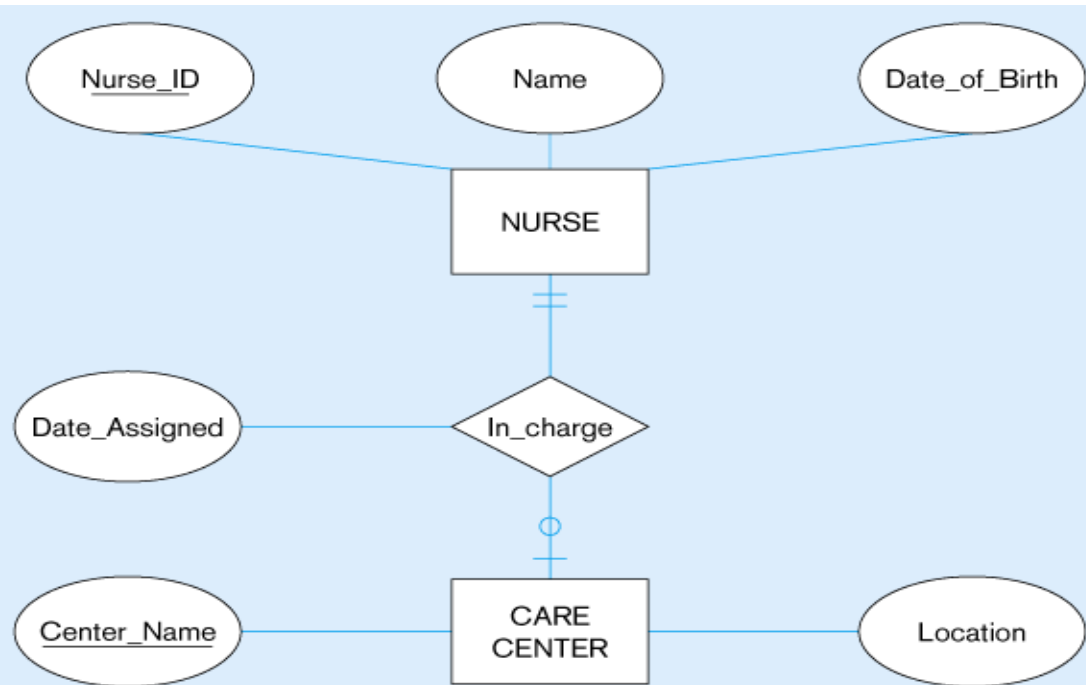 Nurse_ID
Name
Date_of_Birth
NURSE
Date_Assigned
In_charge
Center_Name
CARE
CENTER
Location